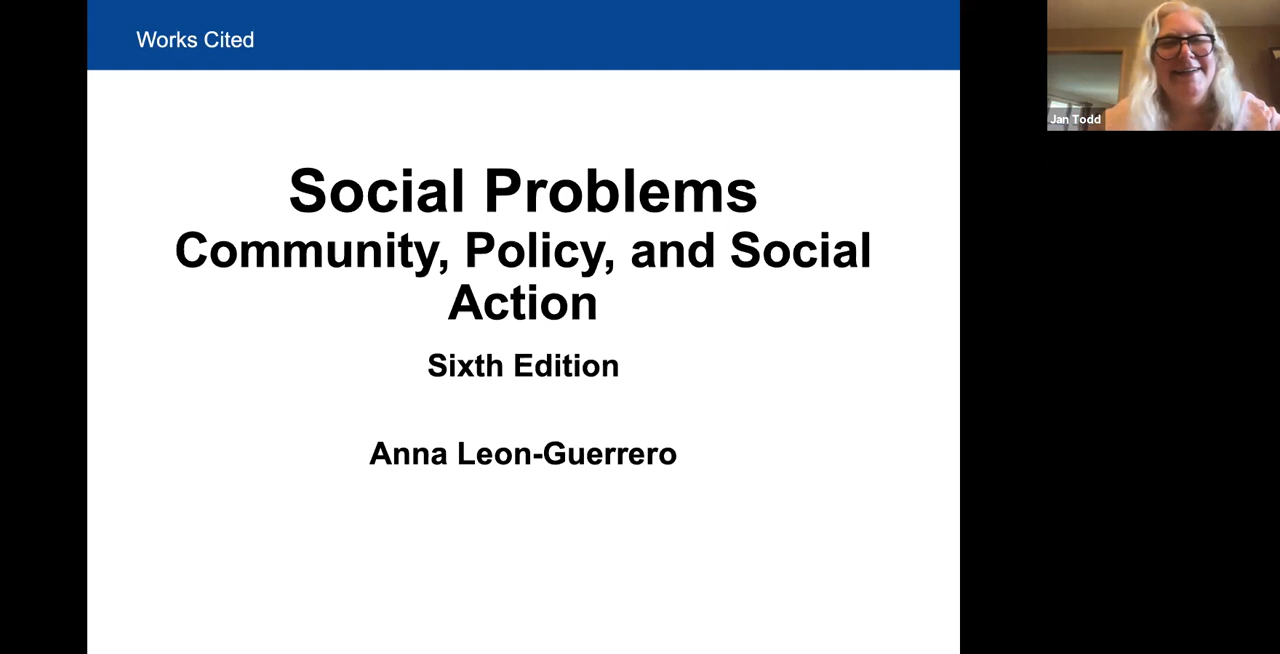 Works Cited
Social Problems
Community, Policy, and Social
Action
Sixth Edition
Anna Leon-Guerrero
Jan Todd